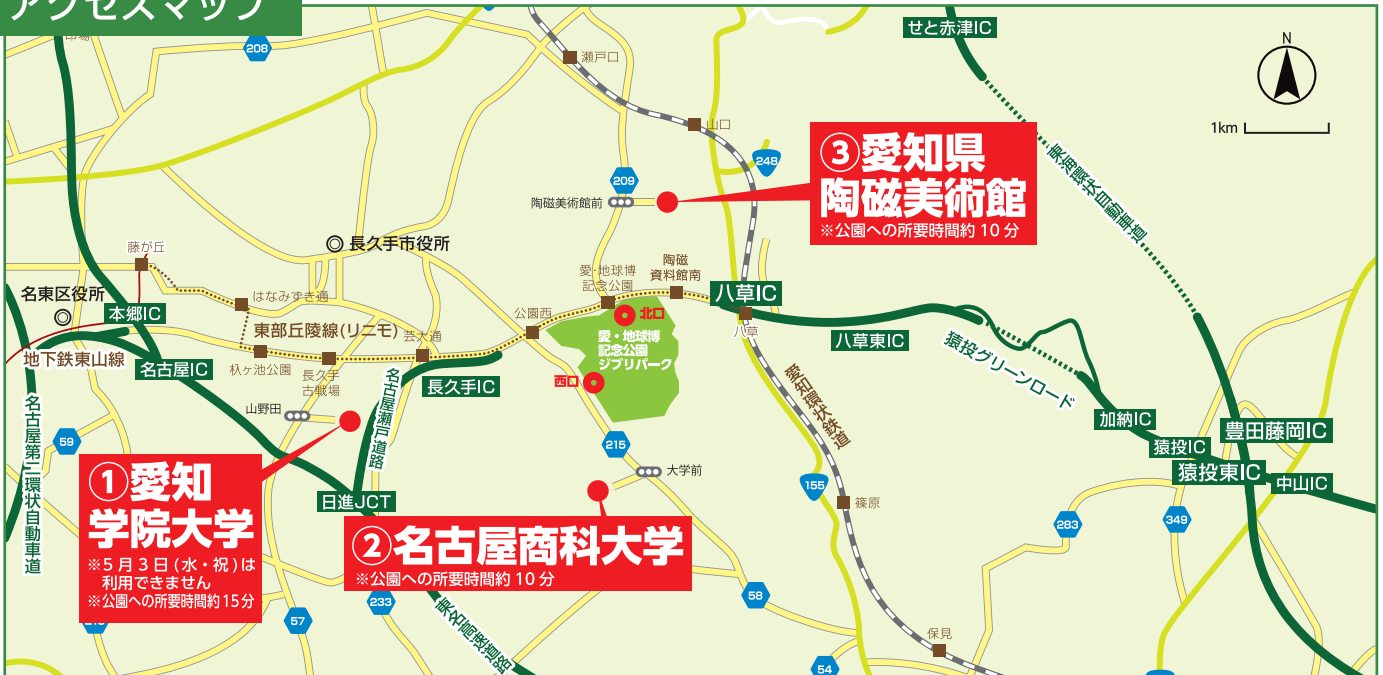 アクセスマップ
208
せと赤津IC
N
1km
瀬戸口
山口
248
209
③愛知県
陶磁美術館
※公園への所要時間約10分
東海環状自動車道
陶磁美術館前
長久手市役所
藤が丘
名東区役所
本郷IC
はなみずき通
東部丘陵線(リニモ)
芸大通
公園西
愛・地球博
記念公園
陶磁
資料館南
八草IC
八草
北口
愛・地球博
記念公園
ジブリパーク
西口
八草東IC
猿投グリーンロード
地下鉄東山線
名古屋IC
杁ヶ池公園
長久手
古戦場
長久手IC
山野田
名古屋瀬戸道路
愛知環状鉄道
加納IC
猿投IC
豊田藤岡IC
猿投東IC
中山IC
名古屋第二環状自動車道
59
215
大学前
155
篠原
283
349
①愛知
学院大学
※5月3日(水・祝)は
利用できません
※公園への所要時間約15分
日進JCT
②名古屋商科大学
※公園への所要時間約10分
57
233
東名高速道路
58
54
保見